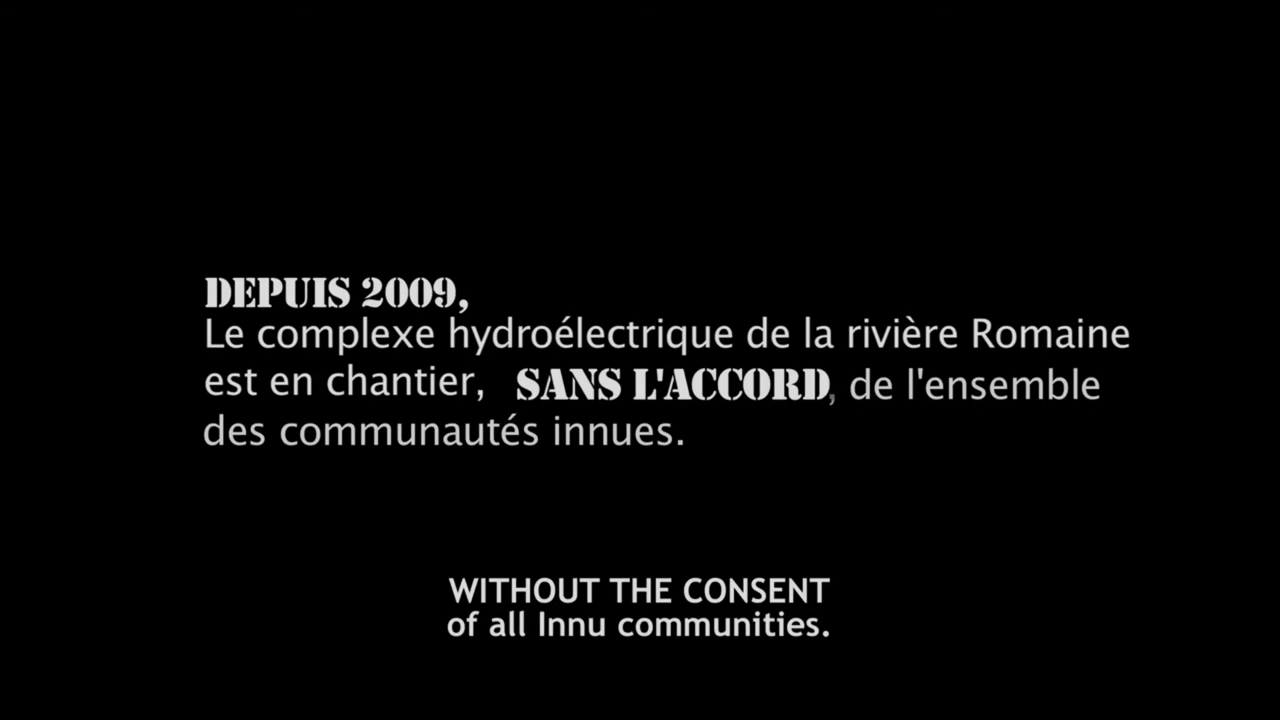 DEPUIS 2009,
Le complexe hydroélectrique de la rivière Romaine
est en chantier, SANS L'ACCORD, de l'ensemble
des communautés innues.
WITHOUT THE CONSENT
of all Innu communities.